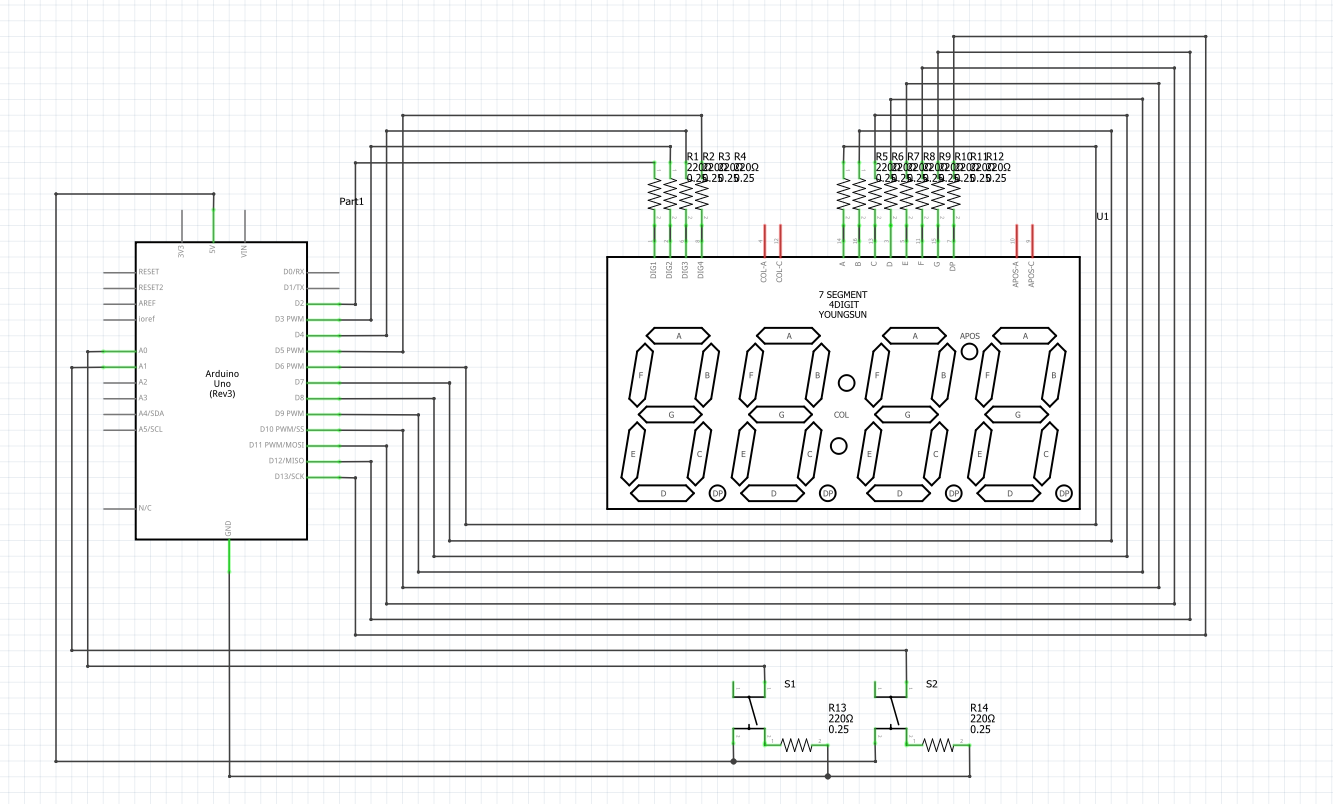 R1 R2 R3 R4
220Ω 220Ω 220Ω 220Ω
0.25 0.25 0.25 0.25
R5 R6 R7 R8 R9 R10 R11 R12
220Ω 220Ω 220Ω 220Ω 220Ω 220Ω 220Ω 220Ω
0.25 0.25 0.25 0.25 0.25 0.25 0.25 0.25
Part1
U1
3V3 5V VIN
DIG1 DIG2 DIG3 DIG4 COL-A COL-C A B C D E F G DP APOS-A APOS-C
RESET D0/RX
RESET2 D1/TX
AREF D2
ioref D3 PWM
D4
A0 D5 PWM
A1 D6 PWM
A2 D7
A3 D8
A4/SDA D9 PWM
A5/SCL D10 PWM/SS
D11 PWM/MOSI
D12/MISO
D13/SCK
N/C
GND
Arduino
Uno
(Rev3)
7 SEGMENT
4DIGIT
YOUNGSUN
A A A APOS A
F B F B F B F B
G G COL G G
E C E C E C E C
D DP D DP D DP D DP
S1 S2
R13
220Ω
0.25
R14
220Ω
0.25